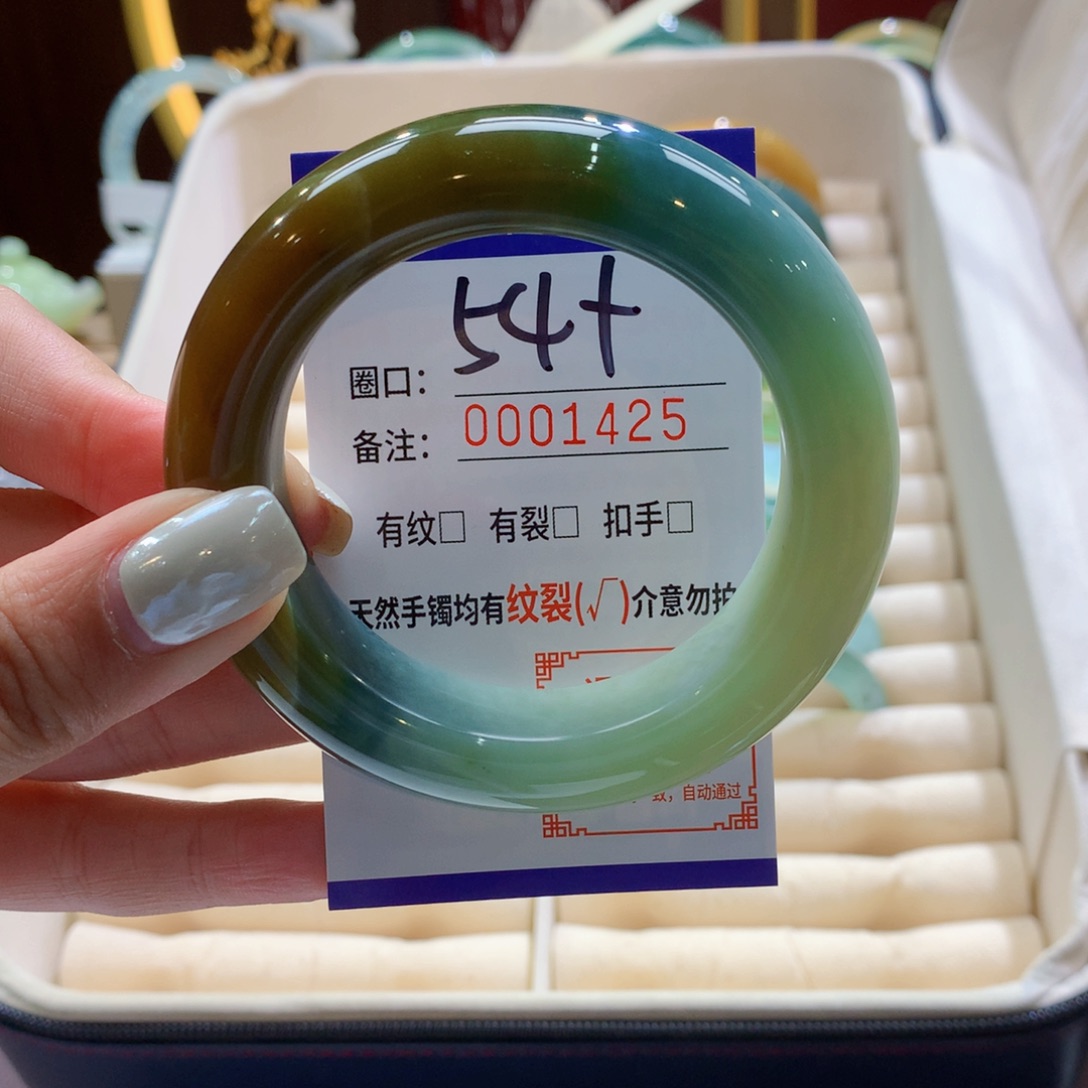 圈口: 54+
备注: 0001425
有纹□ 有裂□ 扣手□
天然手镯均有纹裂(√)介意勿拍
致，自动通过